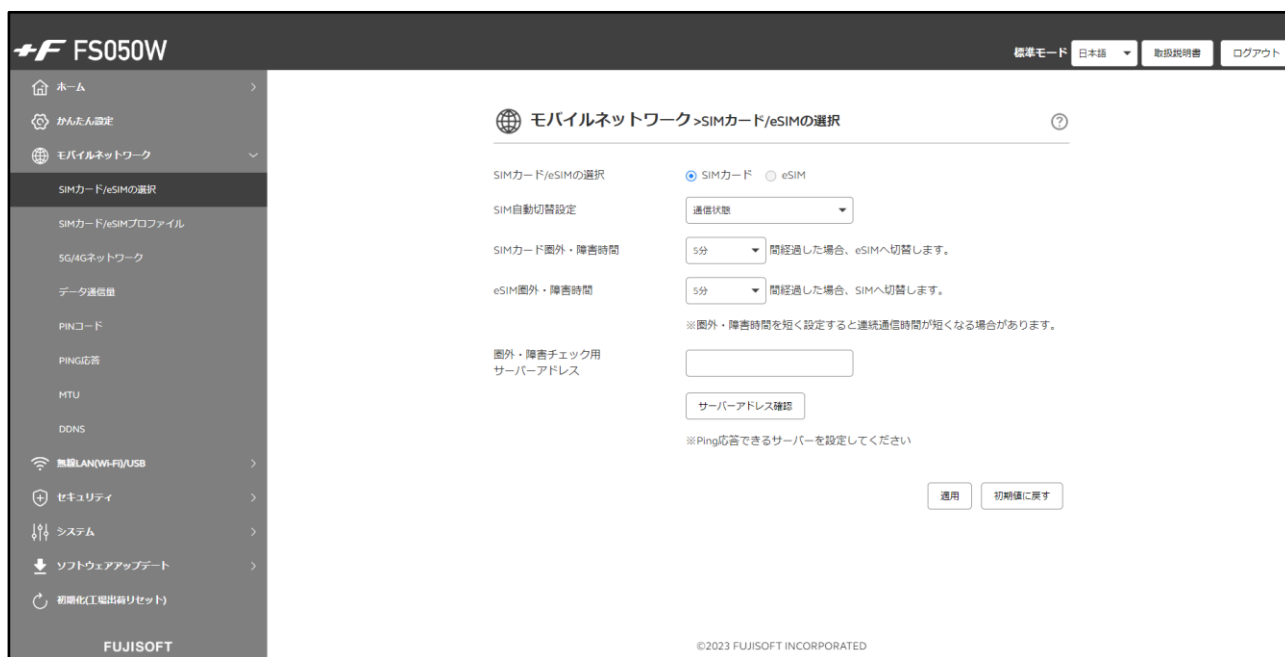 +F FS050W
標準モード 日本語 取扱説明書 ログアウト
ホーム
かんたん設定
モバイルネットワーク
SIMカード/eSIMの選択
SIMカード/eSIMプロファイル
5G/4Gネットワーク
データ通信量
PINコード
PING応答
MTU
DDNS
無線LAN(Wi-Fi)/USB
セキュリティ
システム
ソフトウェアアップデート
初期化(工場出荷リセット)
FUJISOFT
モバイルネットワーク>SIMカード/eSIMの選択
SIMカード/eSIMの選択 SIMカード eSIM
SIM自動切替設定 通信状態
SIMカード圏外・障害時間 5分 間経過した場合、eSIMへ切替します。
eSIM圏外・障害時間 5分 間経過した場合、SIMへ切替します。
※圏外・障害時間を短く設定すると連続通信時間が短くなる場合があります。
圏外・障害チェック用
サーバーアドレス
サーバーアドレス確認
※Ping応答できるサーバーを設定してください
適用 初期値に戻す
©2023 FUJISOFT INCORPORATED